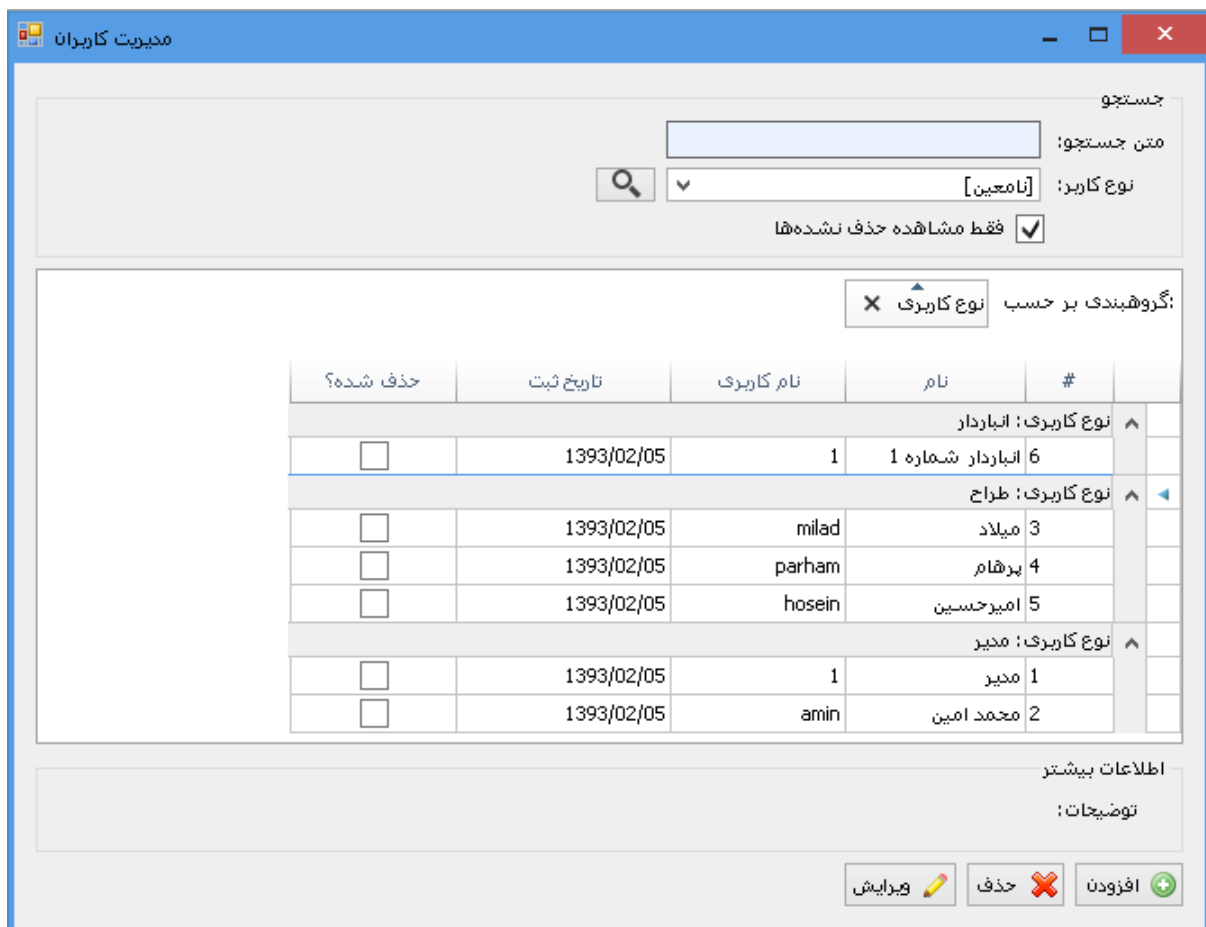 مدیریت کاربران
جستجو
متن جستجو:
نوع کاربر: [نامعین]
فقط مشاهده حذف نشده‌ها
گروهبندی بر حسب: نوع کاربری
# نام نام کاربری تاریخ ثبت حذف شده؟
نوع کاربری: انباردار
6 انباردار شماره 1 1 1393/02/05
نوع کاربری: طراح
3 میلاد milad 1393/02/05
4 پرهام parham 1393/02/05
5 امیرحسین hosein 1393/02/05
نوع کاربری: مدیر
1 مدیر 1 1393/02/05
2 محمد امین amin 1393/02/05
اطلاعات بیشتر
توضیحات:
افزودن حذف ویرایش